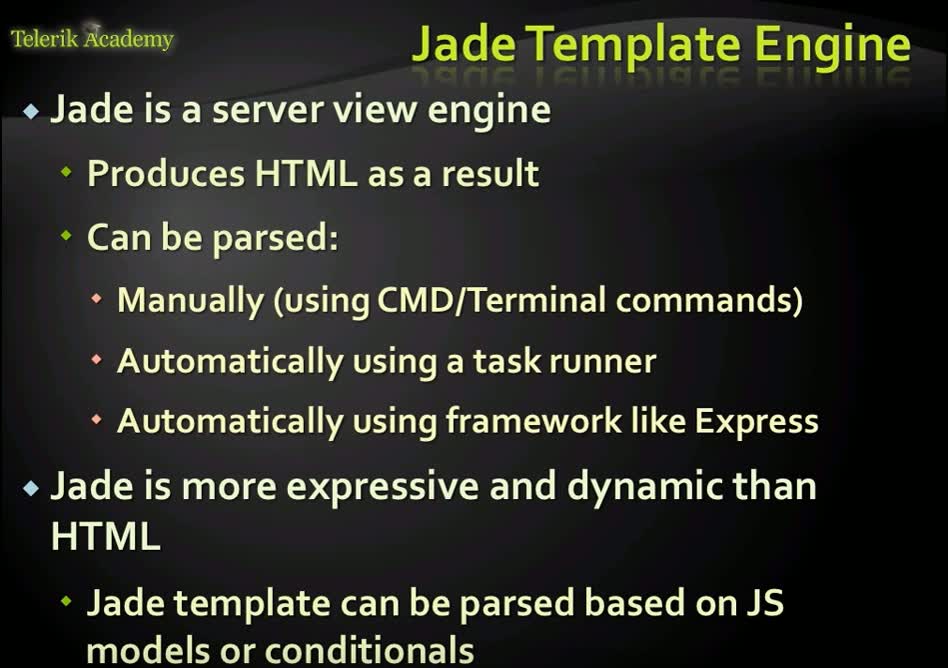 Telerik Academy
Jade Template Engine
Jade is a server view engine
Produces HTML as a result
Can be parsed:
Manually (using CMD/Terminal commands)
Automatically using a task runner
Automatically using framework like Express
Jade is more expressive and dynamic than
HTML
Jade template can be parsed based on JS
models or conditionals